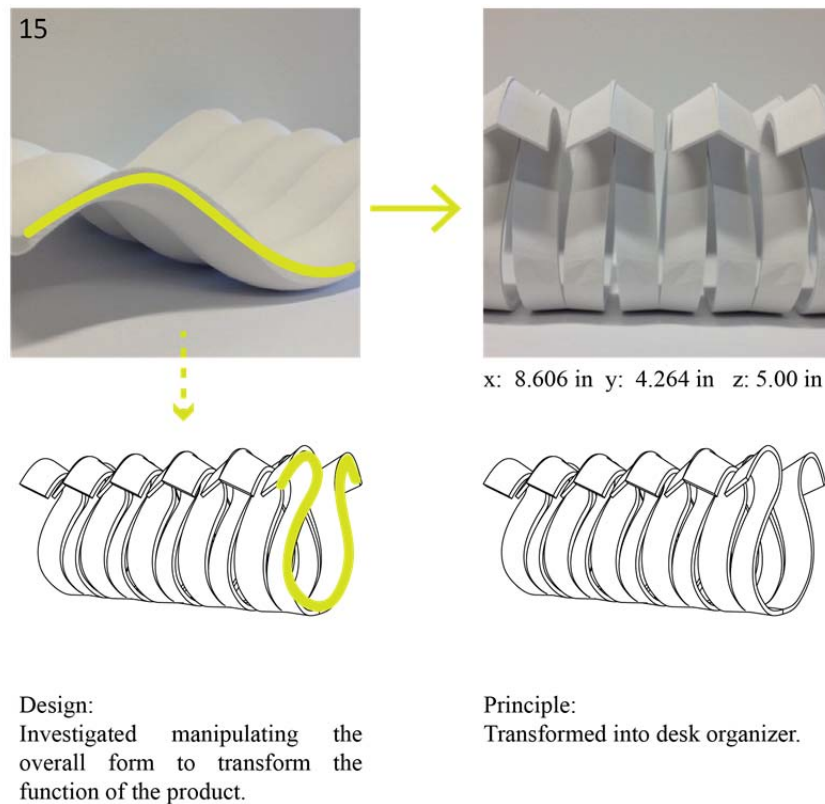 15
x: 8.606 in y: 4.264 in z: 5.00 in
Design:
Investigated manipulating the
overall form to transform the
function of the product.
Principle:
Transformed into desk organizer.